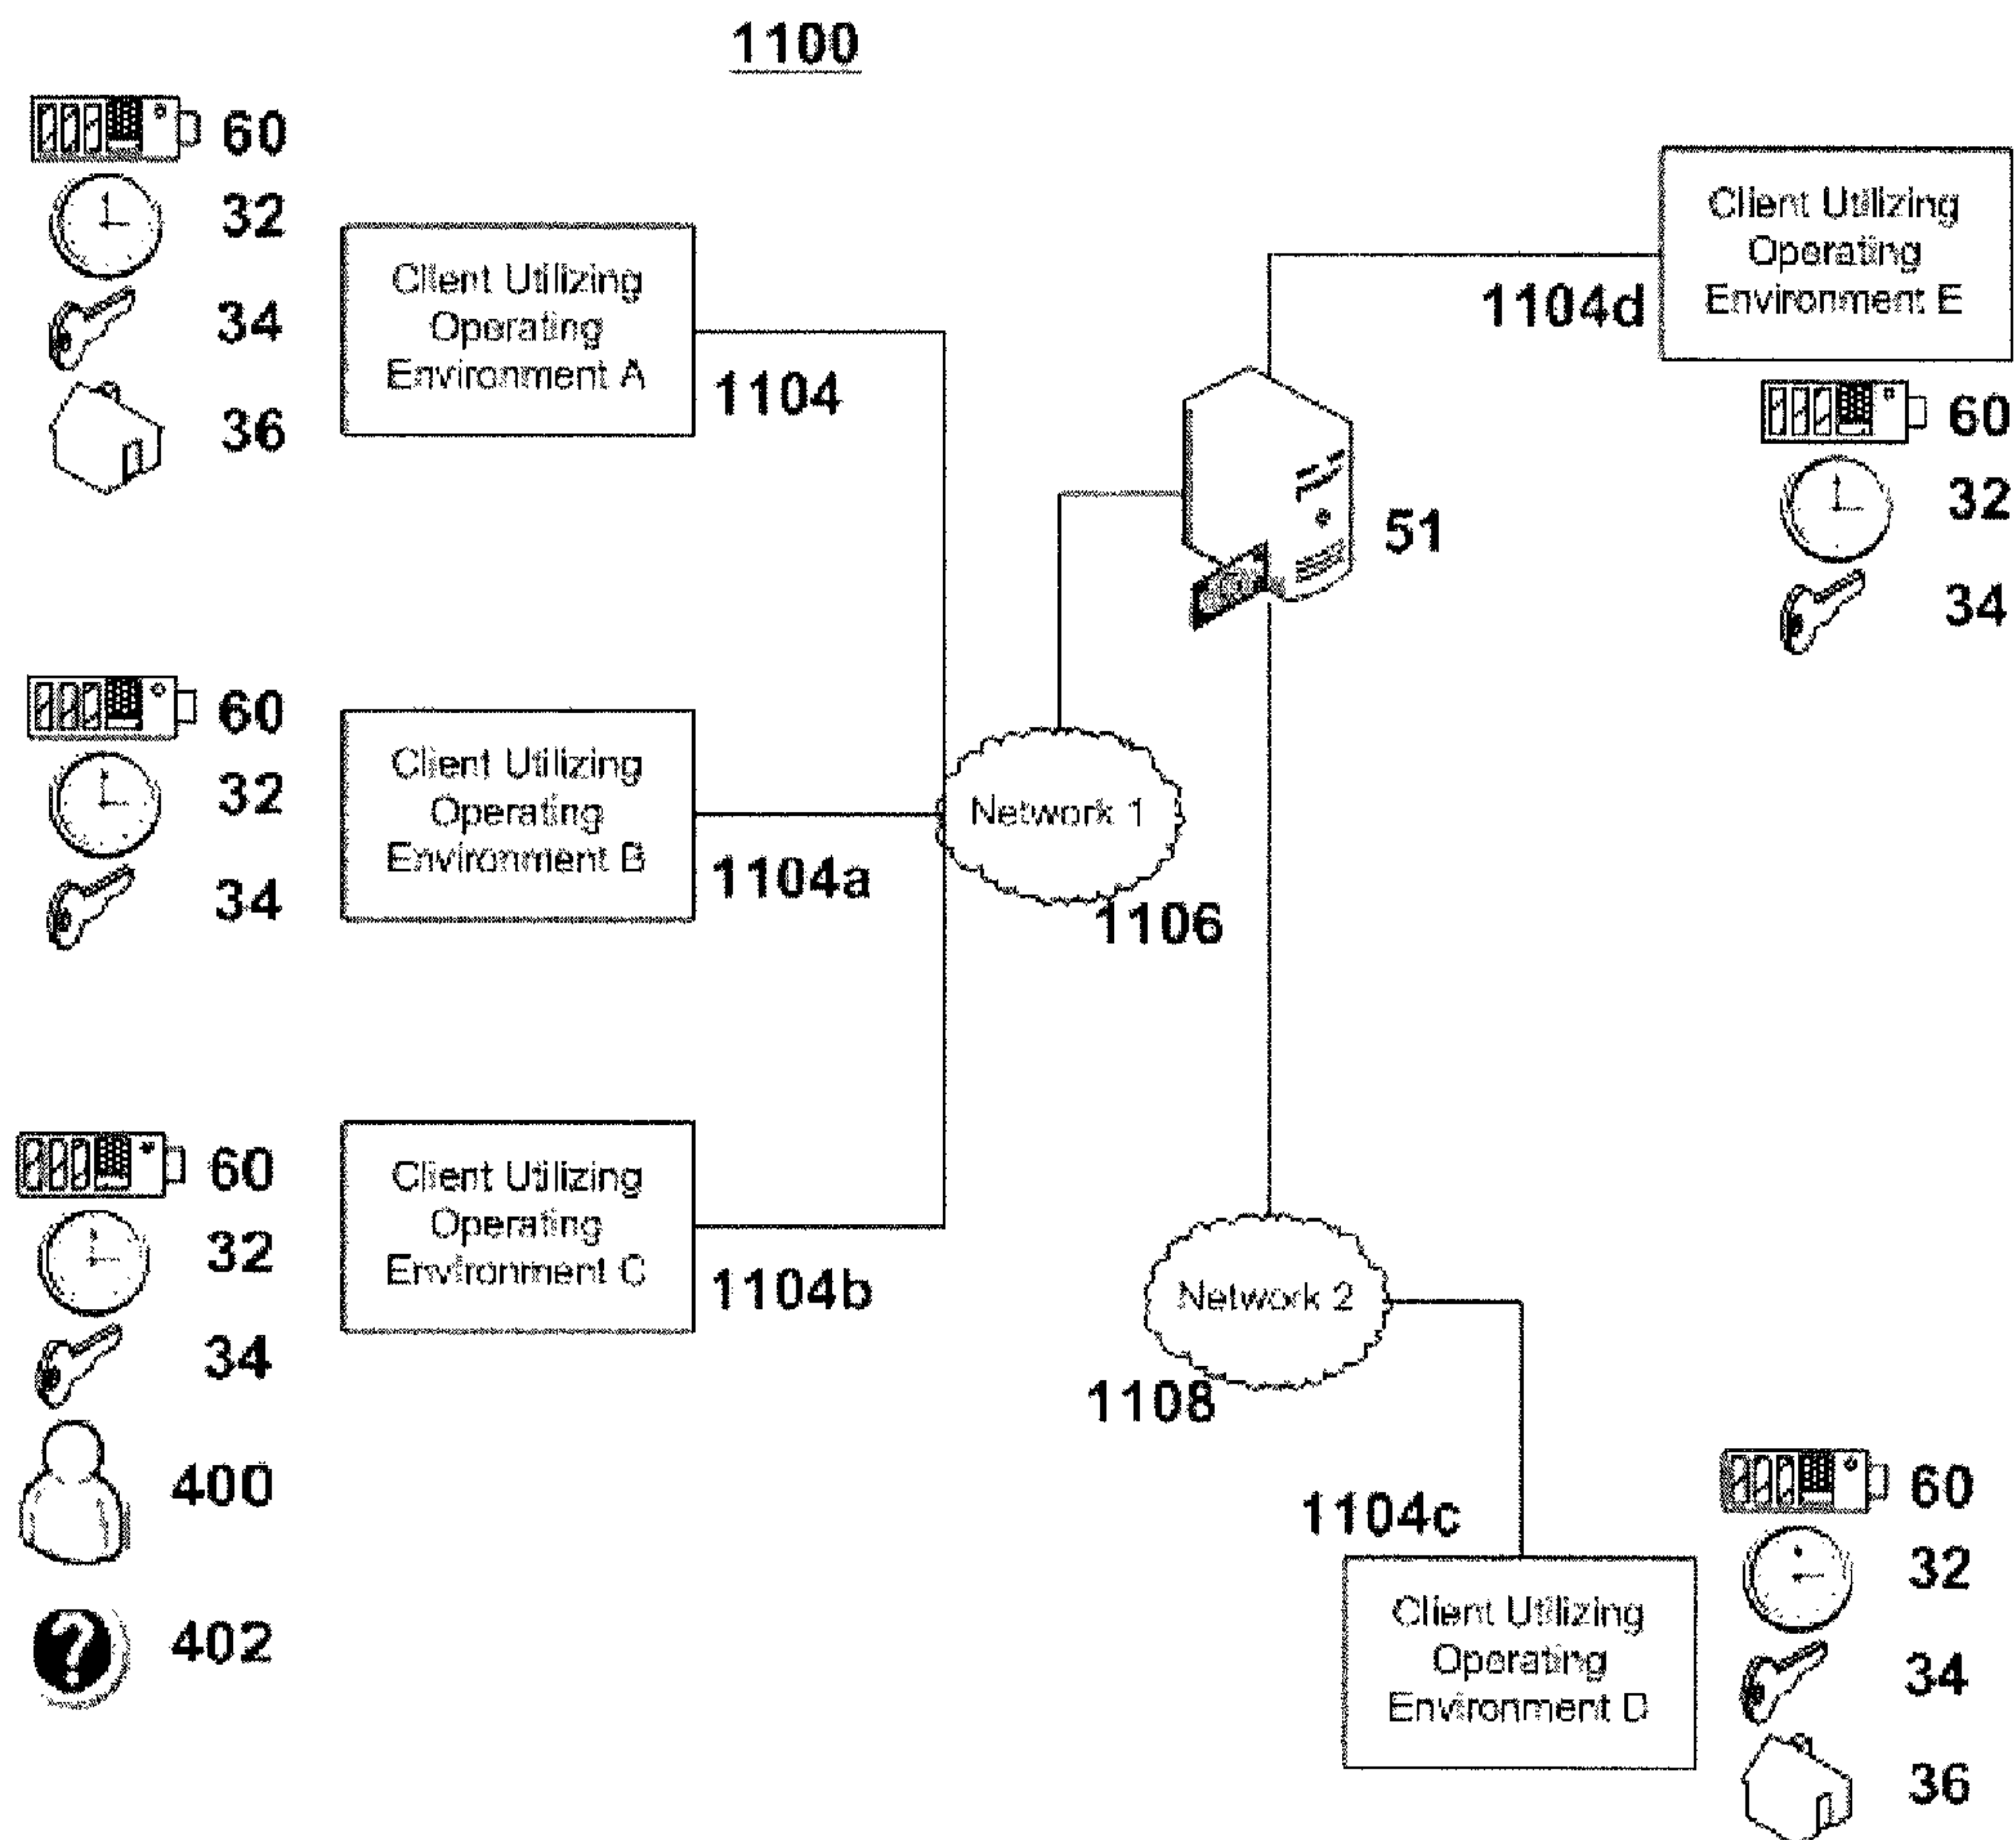 1100
60
32
34
36
Client Utilizing
Operating
Environment A
1104
1104d
Client Utilizing
Operating
Environment E
60
32
34
51
60
32
34
Client Utilizing
Operating
Environment B
1104a
Network 1
1106
60
32
34
400
402
Client Utilizing
Operating
Environment C
1104b
Network 2
1108
1104c
Client Utilizing
Operating
Environment D
60
32
34
36